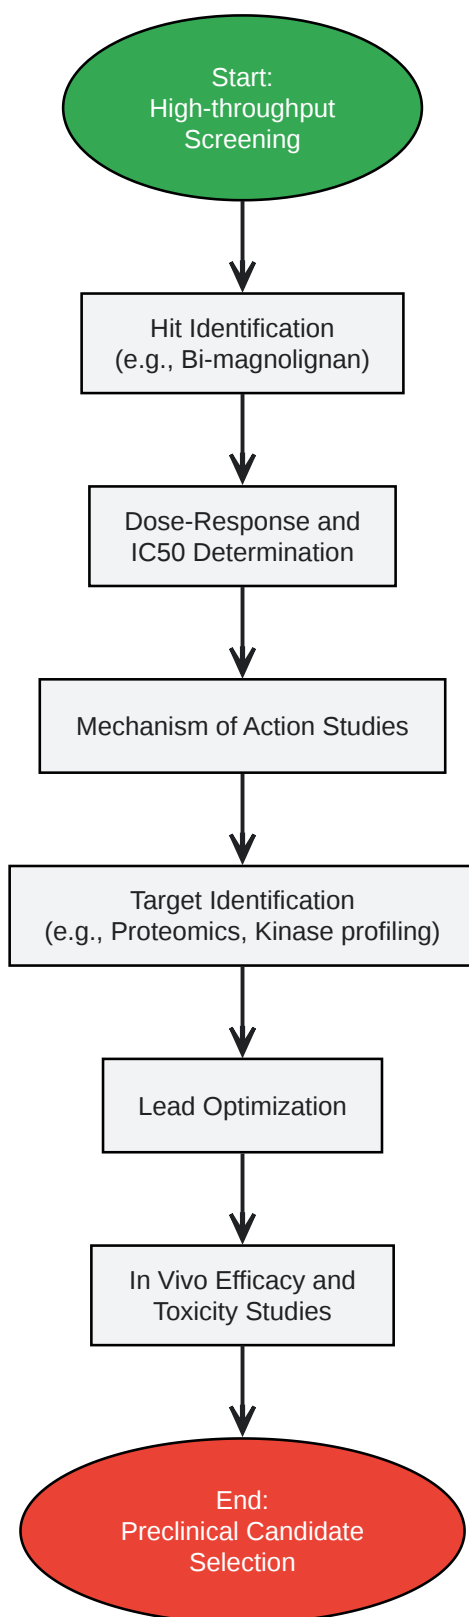 Start:
High-throughput
Screening
Hit Identification
(e.g., Bi-magnolignan)
Dose-Response and
IC50 Determination
Mechanism of Action Studies
Target Identification
(e.g., Proteomics, Kinase profiling)
Lead Optimization
In Vivo Efficacy and
Toxicity Studies
End:
Preclinical Candidate
Selection